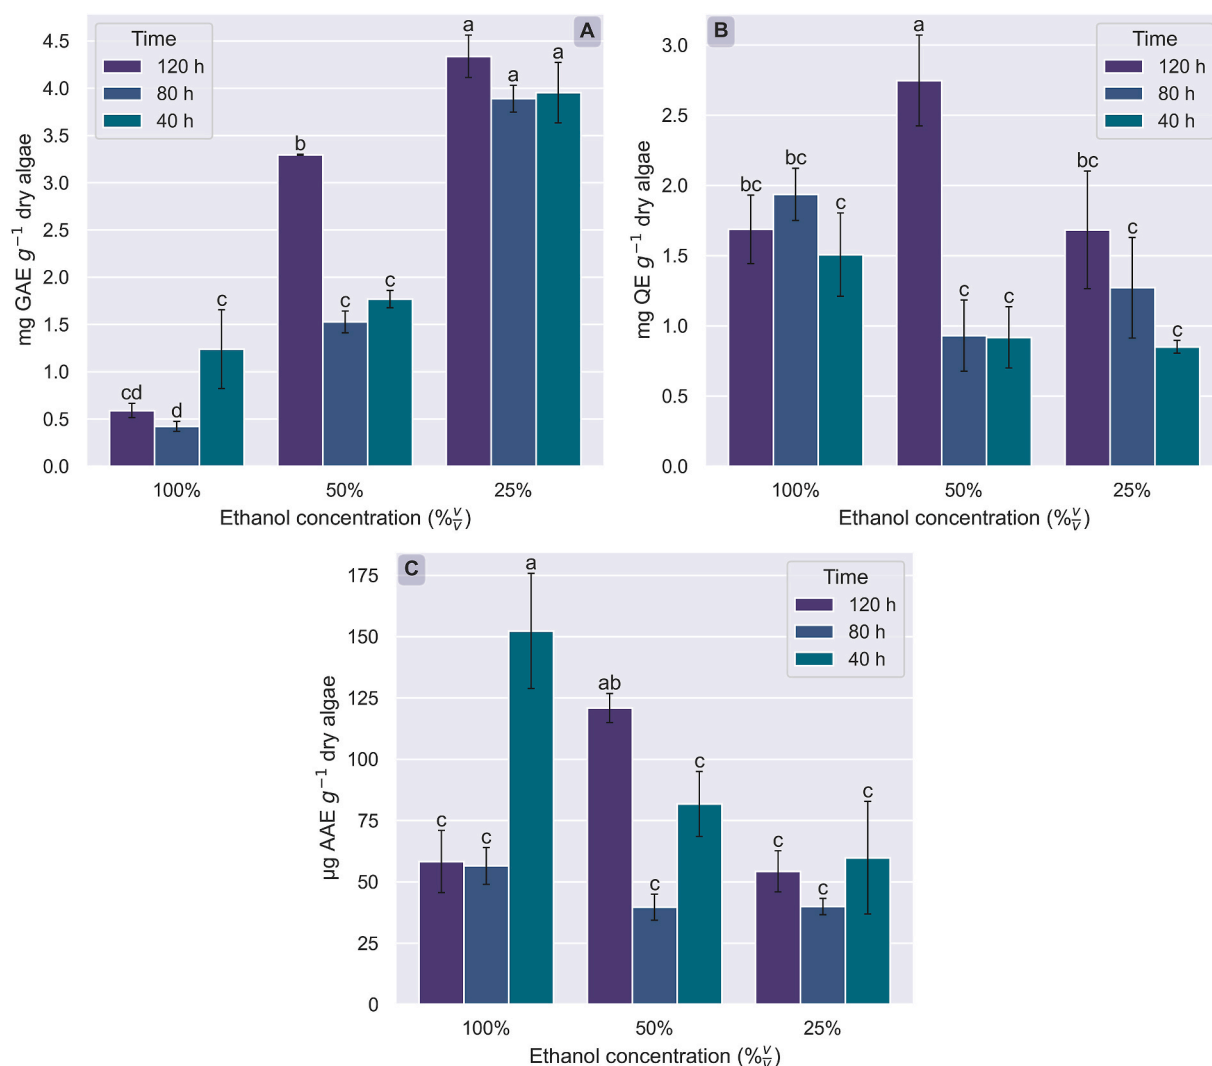 A
Time
120 h
80 h
40 h
mg GAE g⁻¹ dry algae
4.5
4.0
3.5
3.0
2.5
2.0
1.5
1.0
0.5
0.0
cd
d
c
b
c
c
a
a
a
100%
50%
25%
Ethanol concentration (%v/v)
B
Time
120 h
80 h
40 h
mg QE g⁻¹ dry algae
3.0
2.5
2.0
1.5
1.0
0.5
0.0
bc
bc
c
a
c
c
bc
c
c
100%
50%
25%
Ethanol concentration (%v/v)
C
Time
120 h
80 h
40 h
µg AAE g⁻¹ dry algae
175
150
125
100
75
50
25
0
c
c
a
ab
c
c
c
c
c
100%
50%
25%
Ethanol concentration (%v/v)